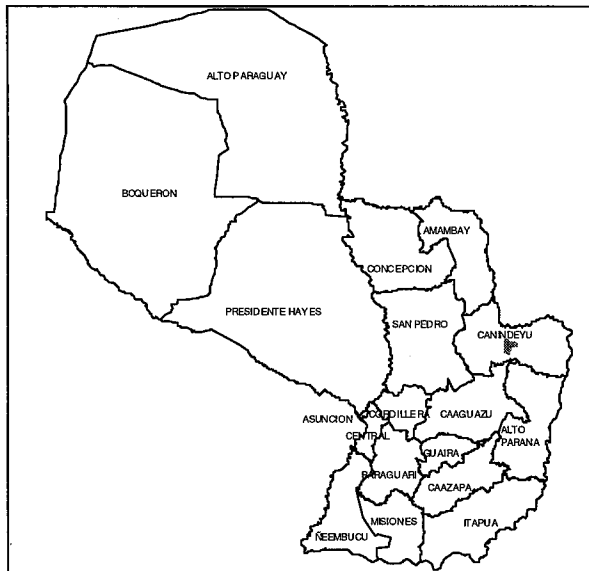 ALTO PARAGUAY
BOQUERON
AMAMBAY
CONCEPCION
PRESIDENTE HAYES
SAN PEDRO
CANINDEYU
ASUNCION
CORDILLERA
CAAGUAZU
ALTO
PARANA
CENTRAL
GUAIRA
PARAGUARI
CAAZAPA
MISIONES
ITAPUA
ÑEEMBUCU